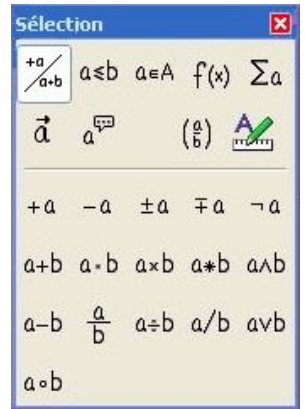 Sélection
+a/a+b a≤b a∈A f(x) Σa
a⃗ a (a/b) A
+a −a ±a ∓a ¬a
a+b a·b a×b a∗b a∧b
a−b a/b a÷b a/b a∨b
a∘b